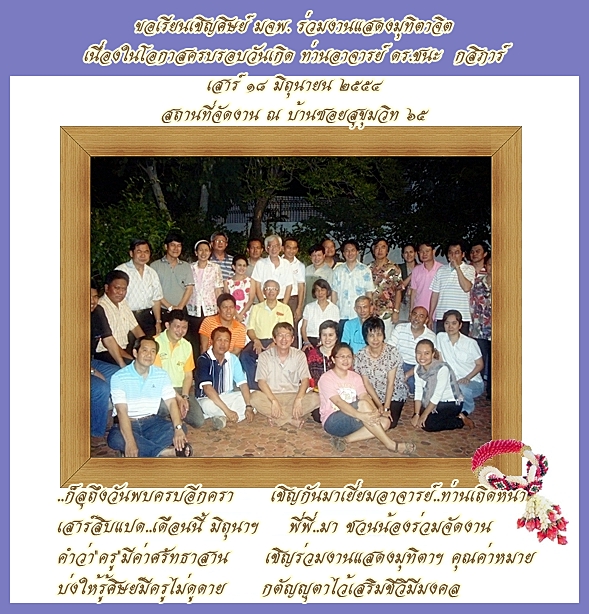 ขอเรียนเชิญศิษย์ มจพ. ร่วมงานแสดงมุทิตาจิต
เนื่องในโอกาสครบรอบวันเกิด ท่านอาจารย์ ดร.ชนะ กสิภาร์
เสาร์ ๑๘ มิถุนายน ๒๕๕๔
สถานที่จัดงาน ณ บ้านซอยสุขุมวิท ๖๕
..ก็ลุถึงวันพบครบอีกครา เชิญกันมาเยี่ยมอาจารย์..ท่านเถิดหนา
เสาร์สิบแปด..เดือนนี้ มิถุนาฯ พี่พี่..มา ชวนน้องร่วมจัดงาน
คำว่า"ครู"มีค่าศรัทธาสาน เชิญร่วมงานแสดงมุทิตาฯ คุณค่าหมาย
บ่งให้รู้ศิษย์มีครูไม่ดูดาย กตัญญุตาไว้เสริมชีวีมีมงคล